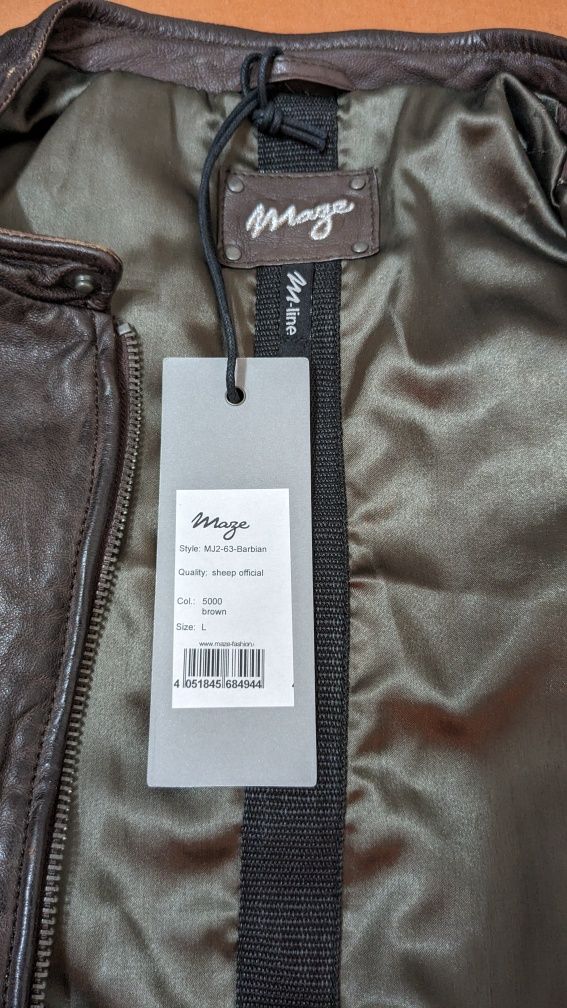 Maze
M-line
Maze
Style: MJ2-63-Barbian
Quality: sheep official
Col.: 5000
brown
Size: L
www.maze-fashion.
4 051845 684944